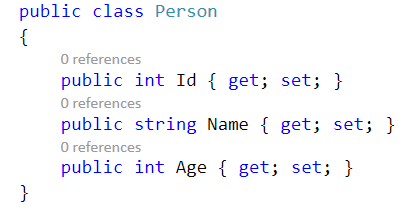 public class Person
{
0 references
public int Id { get; set; }
0 references
public string Name { get; set; }
0 references
public int Age { get; set; }
}